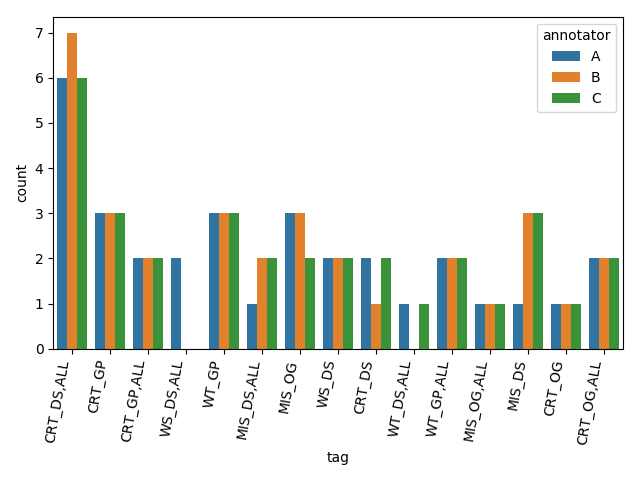 annotator
A
B
C
count
7
6
5
4
3
2
1
0
CRT_DS,ALL
CRT_GP
CRT_GP,ALL
WS_DS,ALL
WT_GP
MIS_DS,ALL
MIS_OG
WS_DS
CRT_DS
WT_DS,ALL
WT_GP,ALL
MIS_OG,ALL
MIS_DS
CRT_OG
CRT_OG,ALL
tag